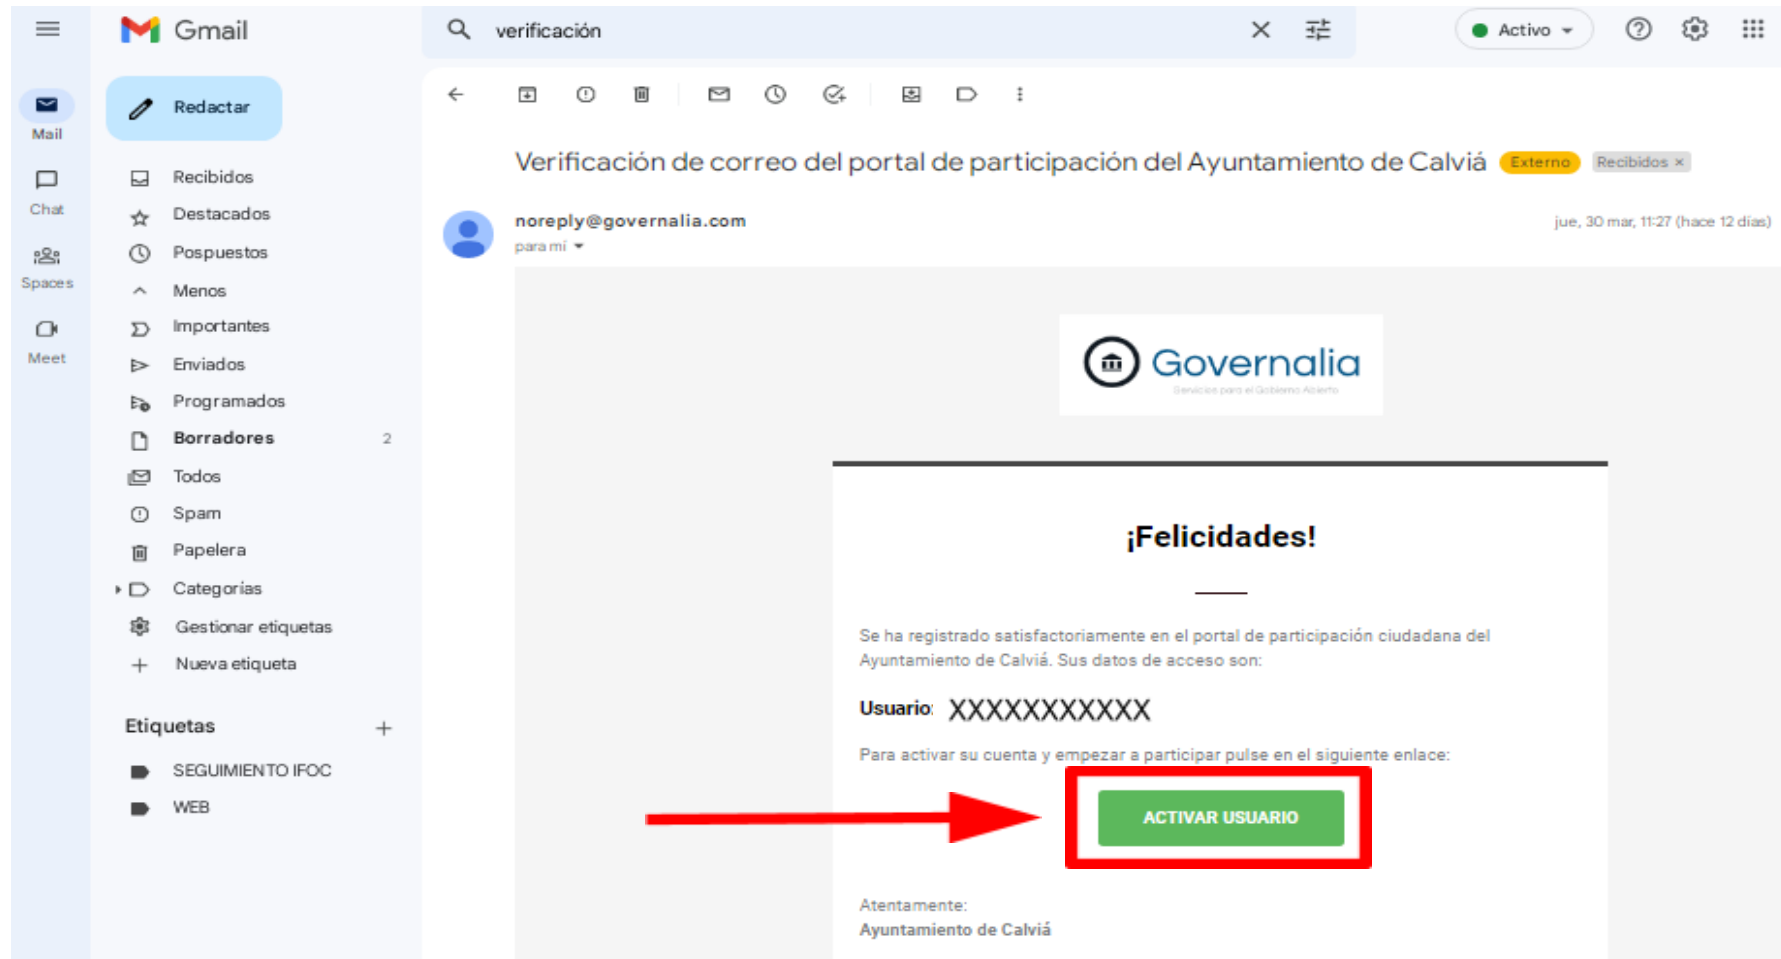 Gmail
verificación
Activo
Redactar
Mail
Chat
Spaces
Meet
Recibidos
Destacados
Pospuestos
Menos
Importantes
Enviados
Programados
Borradores 2
Todos
Spam
Papelera
Categorías
Gestionar etiquetas
Nueva etiqueta
Etiquetas
SEGUIMIENTO IFOC
WEB
Verificación de correo del portal de participación del Ayuntamiento de Calviá Externo Recibidos ×
noreply@governalia.com jue, 30 mar, 11:27 (hace 12 días)
para mí
Governalia
Servicios para el Gobierno Abierto
¡Felicidades!
Se ha registrado satisfactoriamente en el portal de participación ciudadana del
Ayuntamiento de Calviá. Sus datos de acceso son:
Usuario: XXXXXXXXXXX
Para activar su cuenta y empezar a participar pulse en el siguiente enlace:
ACTIVAR USUARIO
Atentamente:
Ayuntamiento de Calviá